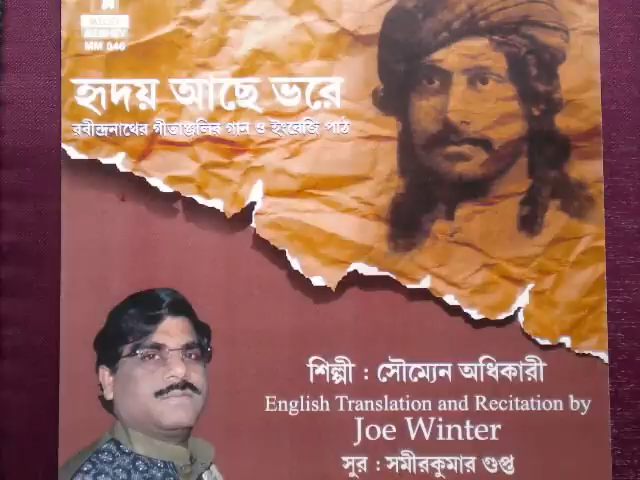 MM 046
হৃদয় আছে ভরে
রবীন্দ্রনাথের গীতাঞ্জলির গান ও ইংরেজি পাঠ
শিল্পী : সৌম্যেন অধিকারী
English Translation and Recitation by
Joe Winter
সুর : সমীরকুমার গুপ্ত